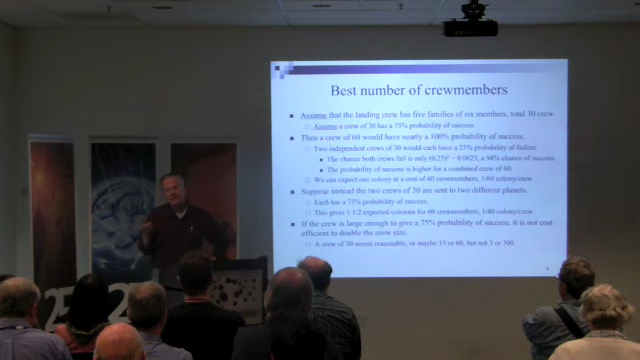 Best number of crewmembers
Assume that the landing crew has five families of six members, total 30 crew.
Assume a crew of 30 has a 75% probability of success.
Then a crew of 60 would have nearly a 100% probability of success.
Two independent crews of 30 would each have a 25% probability of failure.
The chance both crews fail is only (0.25)² = 0.0625, a 94% chance of success.
The probability of success is higher for a combined crew of 60.
We can expect one colony at a cost of 60 crewmembers, 1/60 colony/crew
Suppose instead the two crews of 30 are sent to two different planets.
Each has a 75% probability of success.
This gives 1 1/2 expected colonies for 60 crewmembers, 1/40 colony/crew.
If the crew is large enough to give a 75% probability of success, it is not cost
efficient to double the crew size.
A crew of 30 seems reasonable, or maybe 15 or 60, but not 3 or 300.